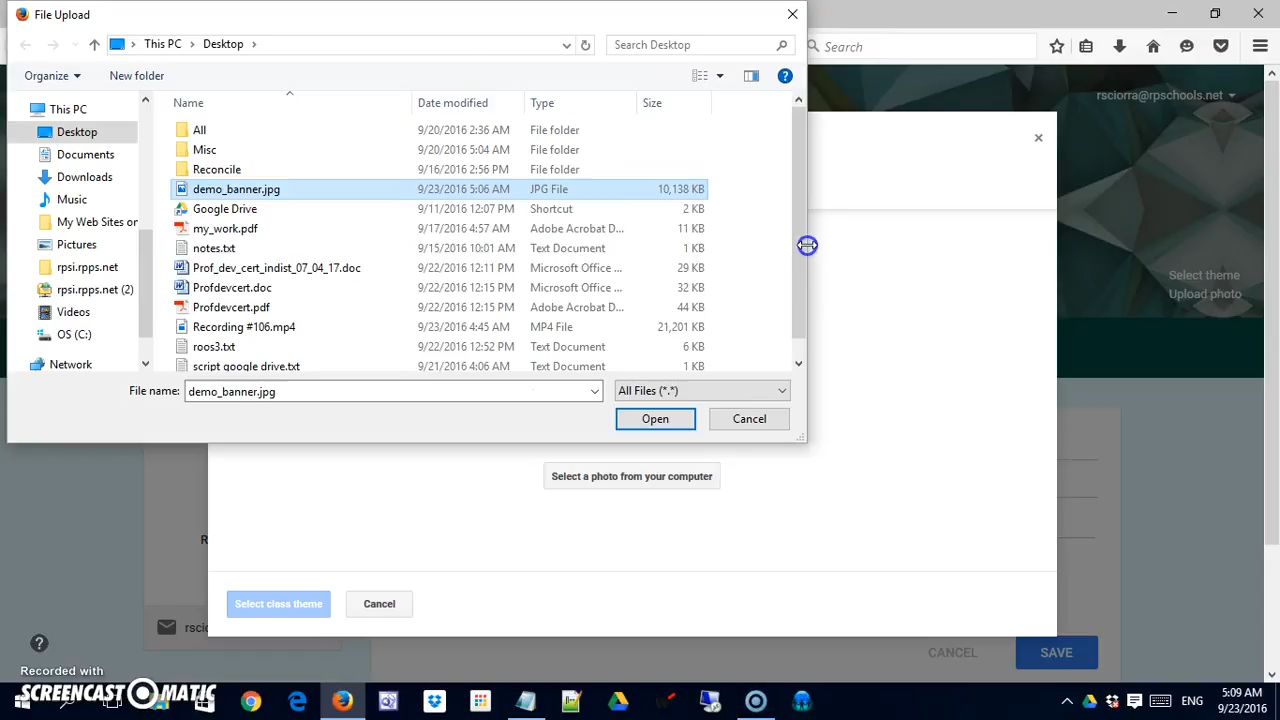 File Upload
This PC
Desktop
Search Desktop
Search
Organize
New folder
rsciorra@rpschools.net
Name
Date modified
Type
Size
This PC
Desktop
Documents
Downloads
Music
My Web Sites on
Pictures
rpsi.rpps.net
rpsi.rpps.net (2)
Videos
OS (C:)
Network
All 9/20/2016 2:36 AM File folder
Misc 9/20/2016 5:04 AM File folder
Reconcile 9/16/2016 2:56 PM File folder
demo_banner.jpg 9/23/2016 5:06 AM JPG File 10,138 KB
Google Drive 9/11/2016 12:07 PM Shortcut 2 KB
my_work.pdf 9/17/2016 4:57 AM Adobe Acrobat D... 11 KB
notes.txt 9/15/2016 10:01 AM Text Document 1 KB
Prof_dev_cert_indist_07_04_17.doc 9/22/2016 12:11 PM Microsoft Office ... 29 KB
Profdevcert.doc 9/22/2016 12:15 PM Microsoft Office ... 32 KB
Profdevcert.pdf 9/22/2016 12:15 PM Adobe Acrobat D... 44 KB
Recording #106.mp4 9/23/2016 4:45 AM MP4 File 21,201 KB
roos3.txt 9/22/2016 12:52 PM Text Document 6 KB
script google drive.txt 9/21/2016 4:06 AM Text Document 1 KB
File name: demo_banner.jpg
All Files (*.*)
Open
Cancel
Select theme
Upload photo
Select a photo from your computer
R
Select class theme
Cancel
rscio
CANCEL
SAVE
Recorded with
SCREENCAST MATIC
ENG
5:09 AM
9/23/2016